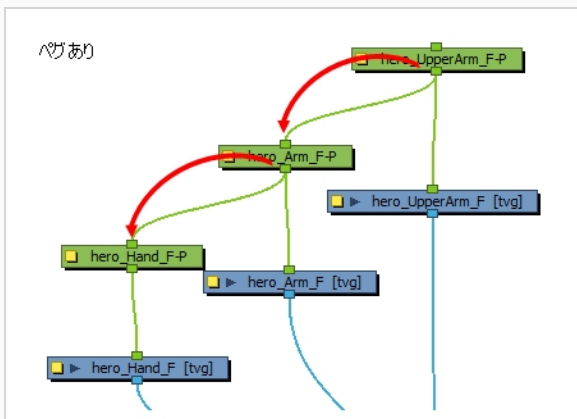 ペグあり
hero_UpperArm_F-P
hero_Arm_F-P
hero_UpperArm_F [tvg]
hero_Hand_F-P
hero_Arm_F [tvg]
hero_Hand_F [tvg]